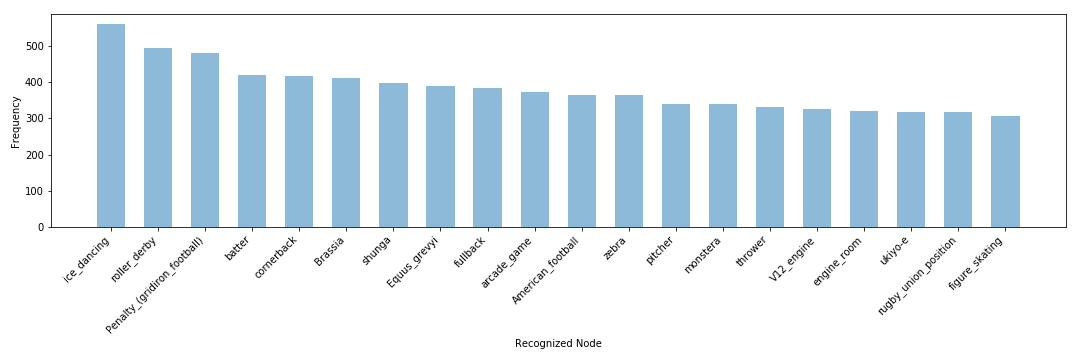 500
400
300
200
100
0
Frequency
ice_dancing
roller_derby
Penalty_(gridiron_football)
batter
cornerback
Brassia
shunga
Equus_grevyi
fullback
arcade_game
American_football
zebra
pitcher
monstera
thrower
V12_engine
engine_room
ukiyo-e
rugby_union_position
figure_skating
Recognized Node